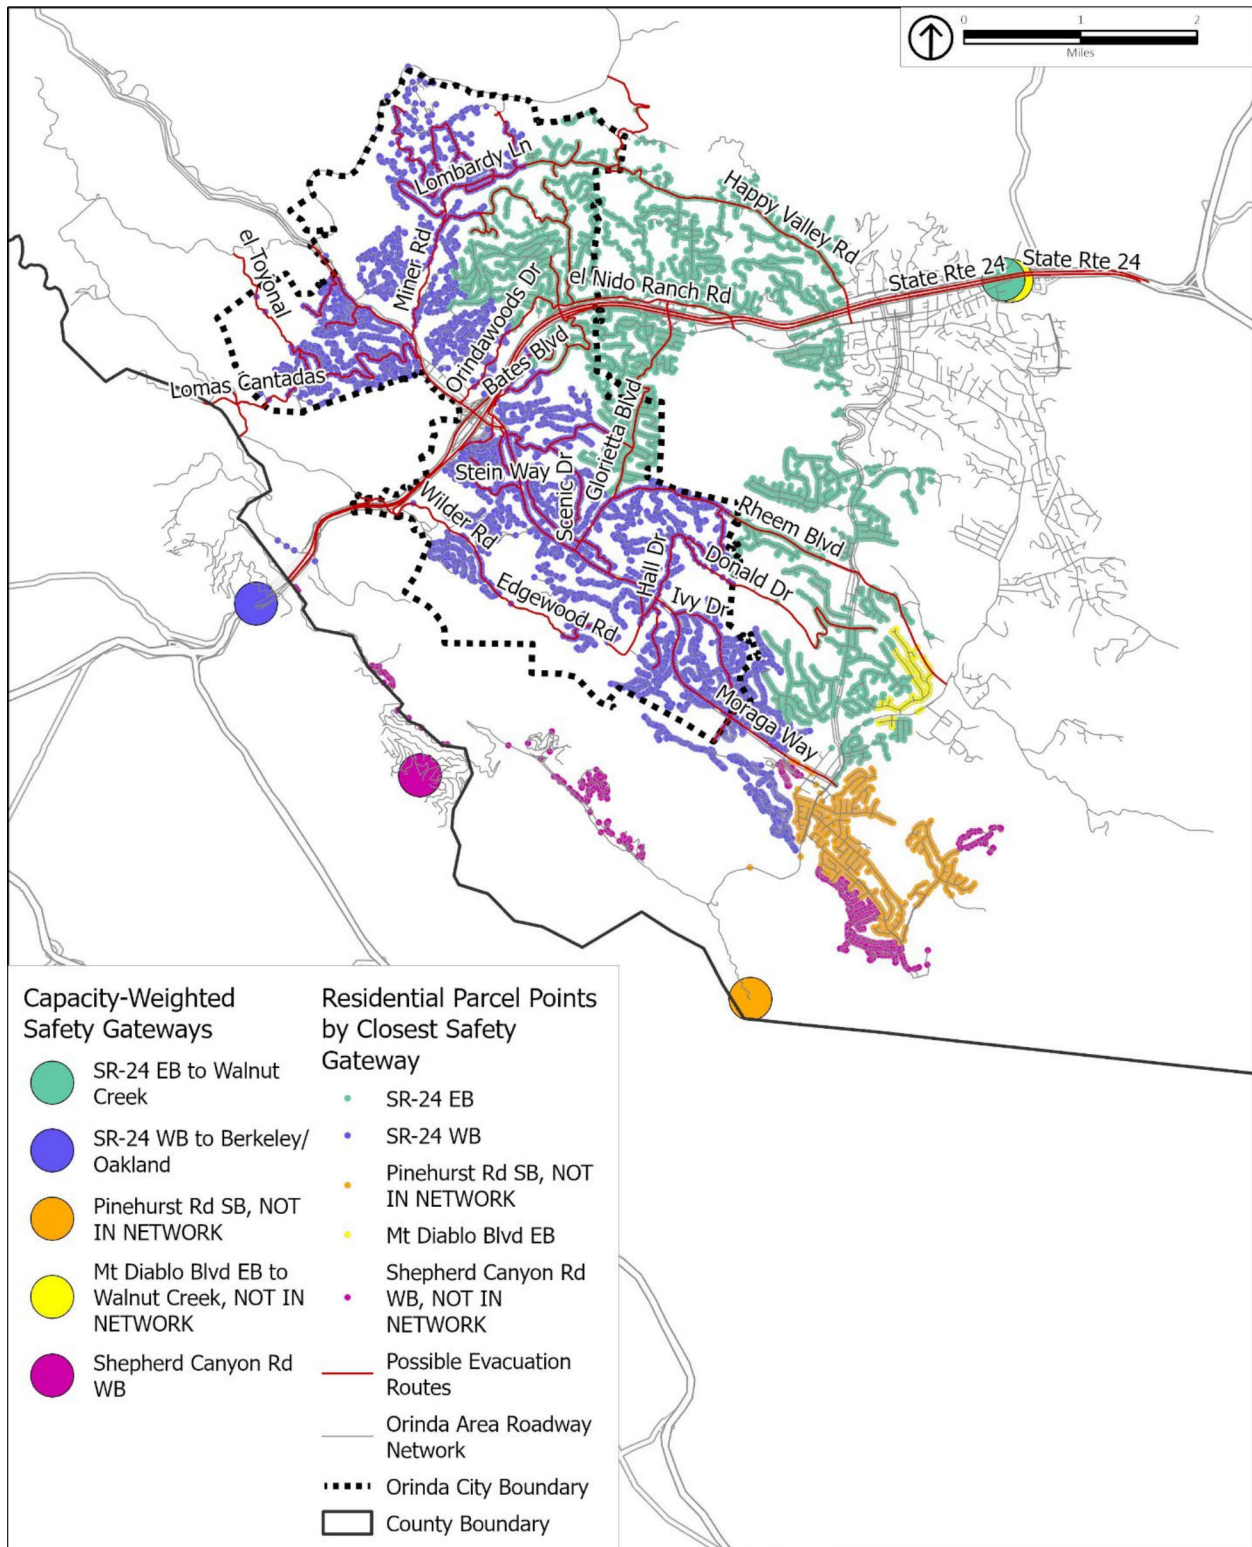 0 1 2
Miles
Lombardy Ln
Happy Valley Rd
el Toyonal
Miner Rd
State Rte 24
State Rte 24
el Nido Ranch Rd
Orindawoods Dr
Bates Blvd
Lomas Cantadas
Glorietta Blvd
Stein Way
Scenic Dr
Wilder Rd
Rheem Blvd
Hall Dr
Donald Dr
Edgewood Rd
Ivy Dr
Moraga Way
Capacity-Weighted
Safety Gateways
SR-24 EB to Walnut
Creek
SR-24 WB to Berkeley/
Oakland
Pinehurst Rd SB, NOT
IN NETWORK
Mt Diablo Blvd EB to
Walnut Creek, NOT IN
NETWORK
Shepherd Canyon Rd
WB
Residential Parcel Points
by Closest Safety
Gateway
SR-24 EB
SR-24 WB
Pinehurst Rd SB, NOT
IN NETWORK
Mt Diablo Blvd EB
Shepherd Canyon Rd
WB, NOT IN
NETWORK
Possible Evacuation
Routes
Orinda Area Roadway
Network
Orinda City Boundary
County Boundary